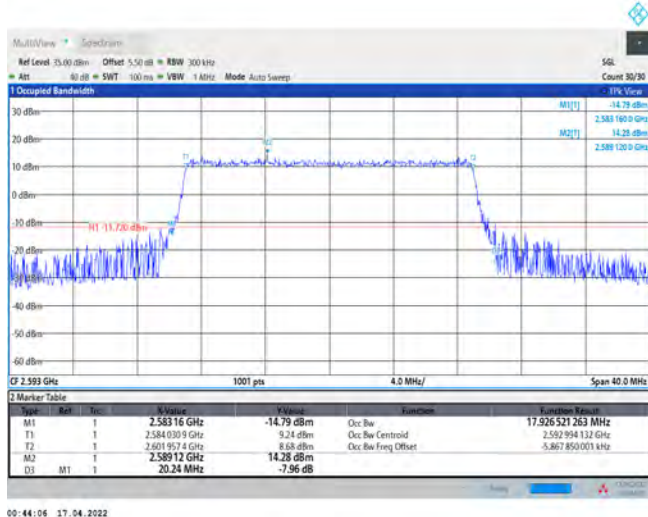 MultiView Spectrum
Ref Level 35.00 dBm Offset 5.50 dB RBW 300 kHz SGL
Att 40 dB SWT 100 ms VBW 1 MHz Mode Auto Sweep Count 30/30
1 Occupied Bandwidth 1Pk View
M1[1] -14.79 dBm
30 dBm
2.583 160 0 GHz
M2[1] 14.28 dBm
20 dBm
2.589 120 0 GHz
M2
T1 T2
10 dBm
0 dBm
-10 dBm
H1 -11.720 dBm
-20 dBm
-30 dBm
-40 dBm
-50 dBm
-60 dBm
CF 2.593 GHz 1001 pts 4.0 MHz/ Span 40.0 MHz
2 Marker Table
Type Ref Trc X-Value Y-Value Function Function Result
M1 1 2.58316 GHz -14.79 dBm Occ Bw 17.926 521 263 MHz
T1 1 2.584 030 9 GHz 9.24 dBm Occ Bw Centroid 2.592 994 132 GHz
T2 1 2.601 957 4 GHz 8.68 dBm Occ Bw Freq Offset -5.867 850 001 kHz
M2 1 2.58912 GHz 14.28 dBm
D3 M1 1 20.24 MHz -7.96 dB
00:44:06 17.04.2022